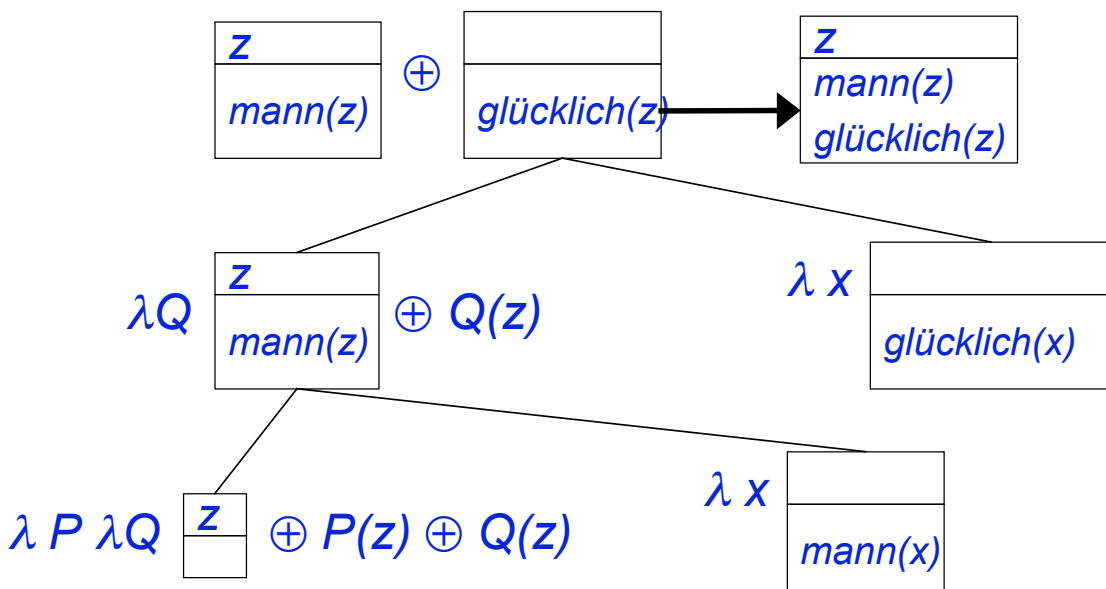 z
mann(z)
⊕
glücklich(z)
z
mann(z)
glücklich(z)
λQ
z
mann(z)
⊕ Q(z)
λ x
glücklich(x)
λ P λQ
z
⊕ P(z) ⊕ Q(z)
λ x
mann(x)